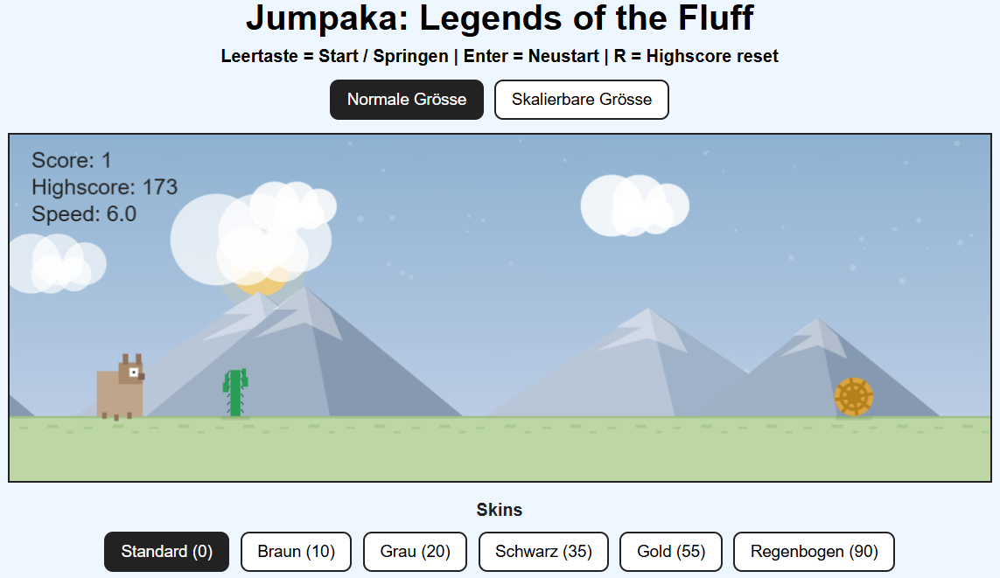 Jumpaka: Legends of the Fluff
Leertaste = Start / Springen | Enter = Neustart | R = Highscore reset
Normale Grösse Skalierbare Grösse
Score: 1
Highscore: 173
Speed: 6.0
Skins
Standard (0) Braun (10) Grau (20) Schwarz (35) Gold (55) Regenbogen (90)